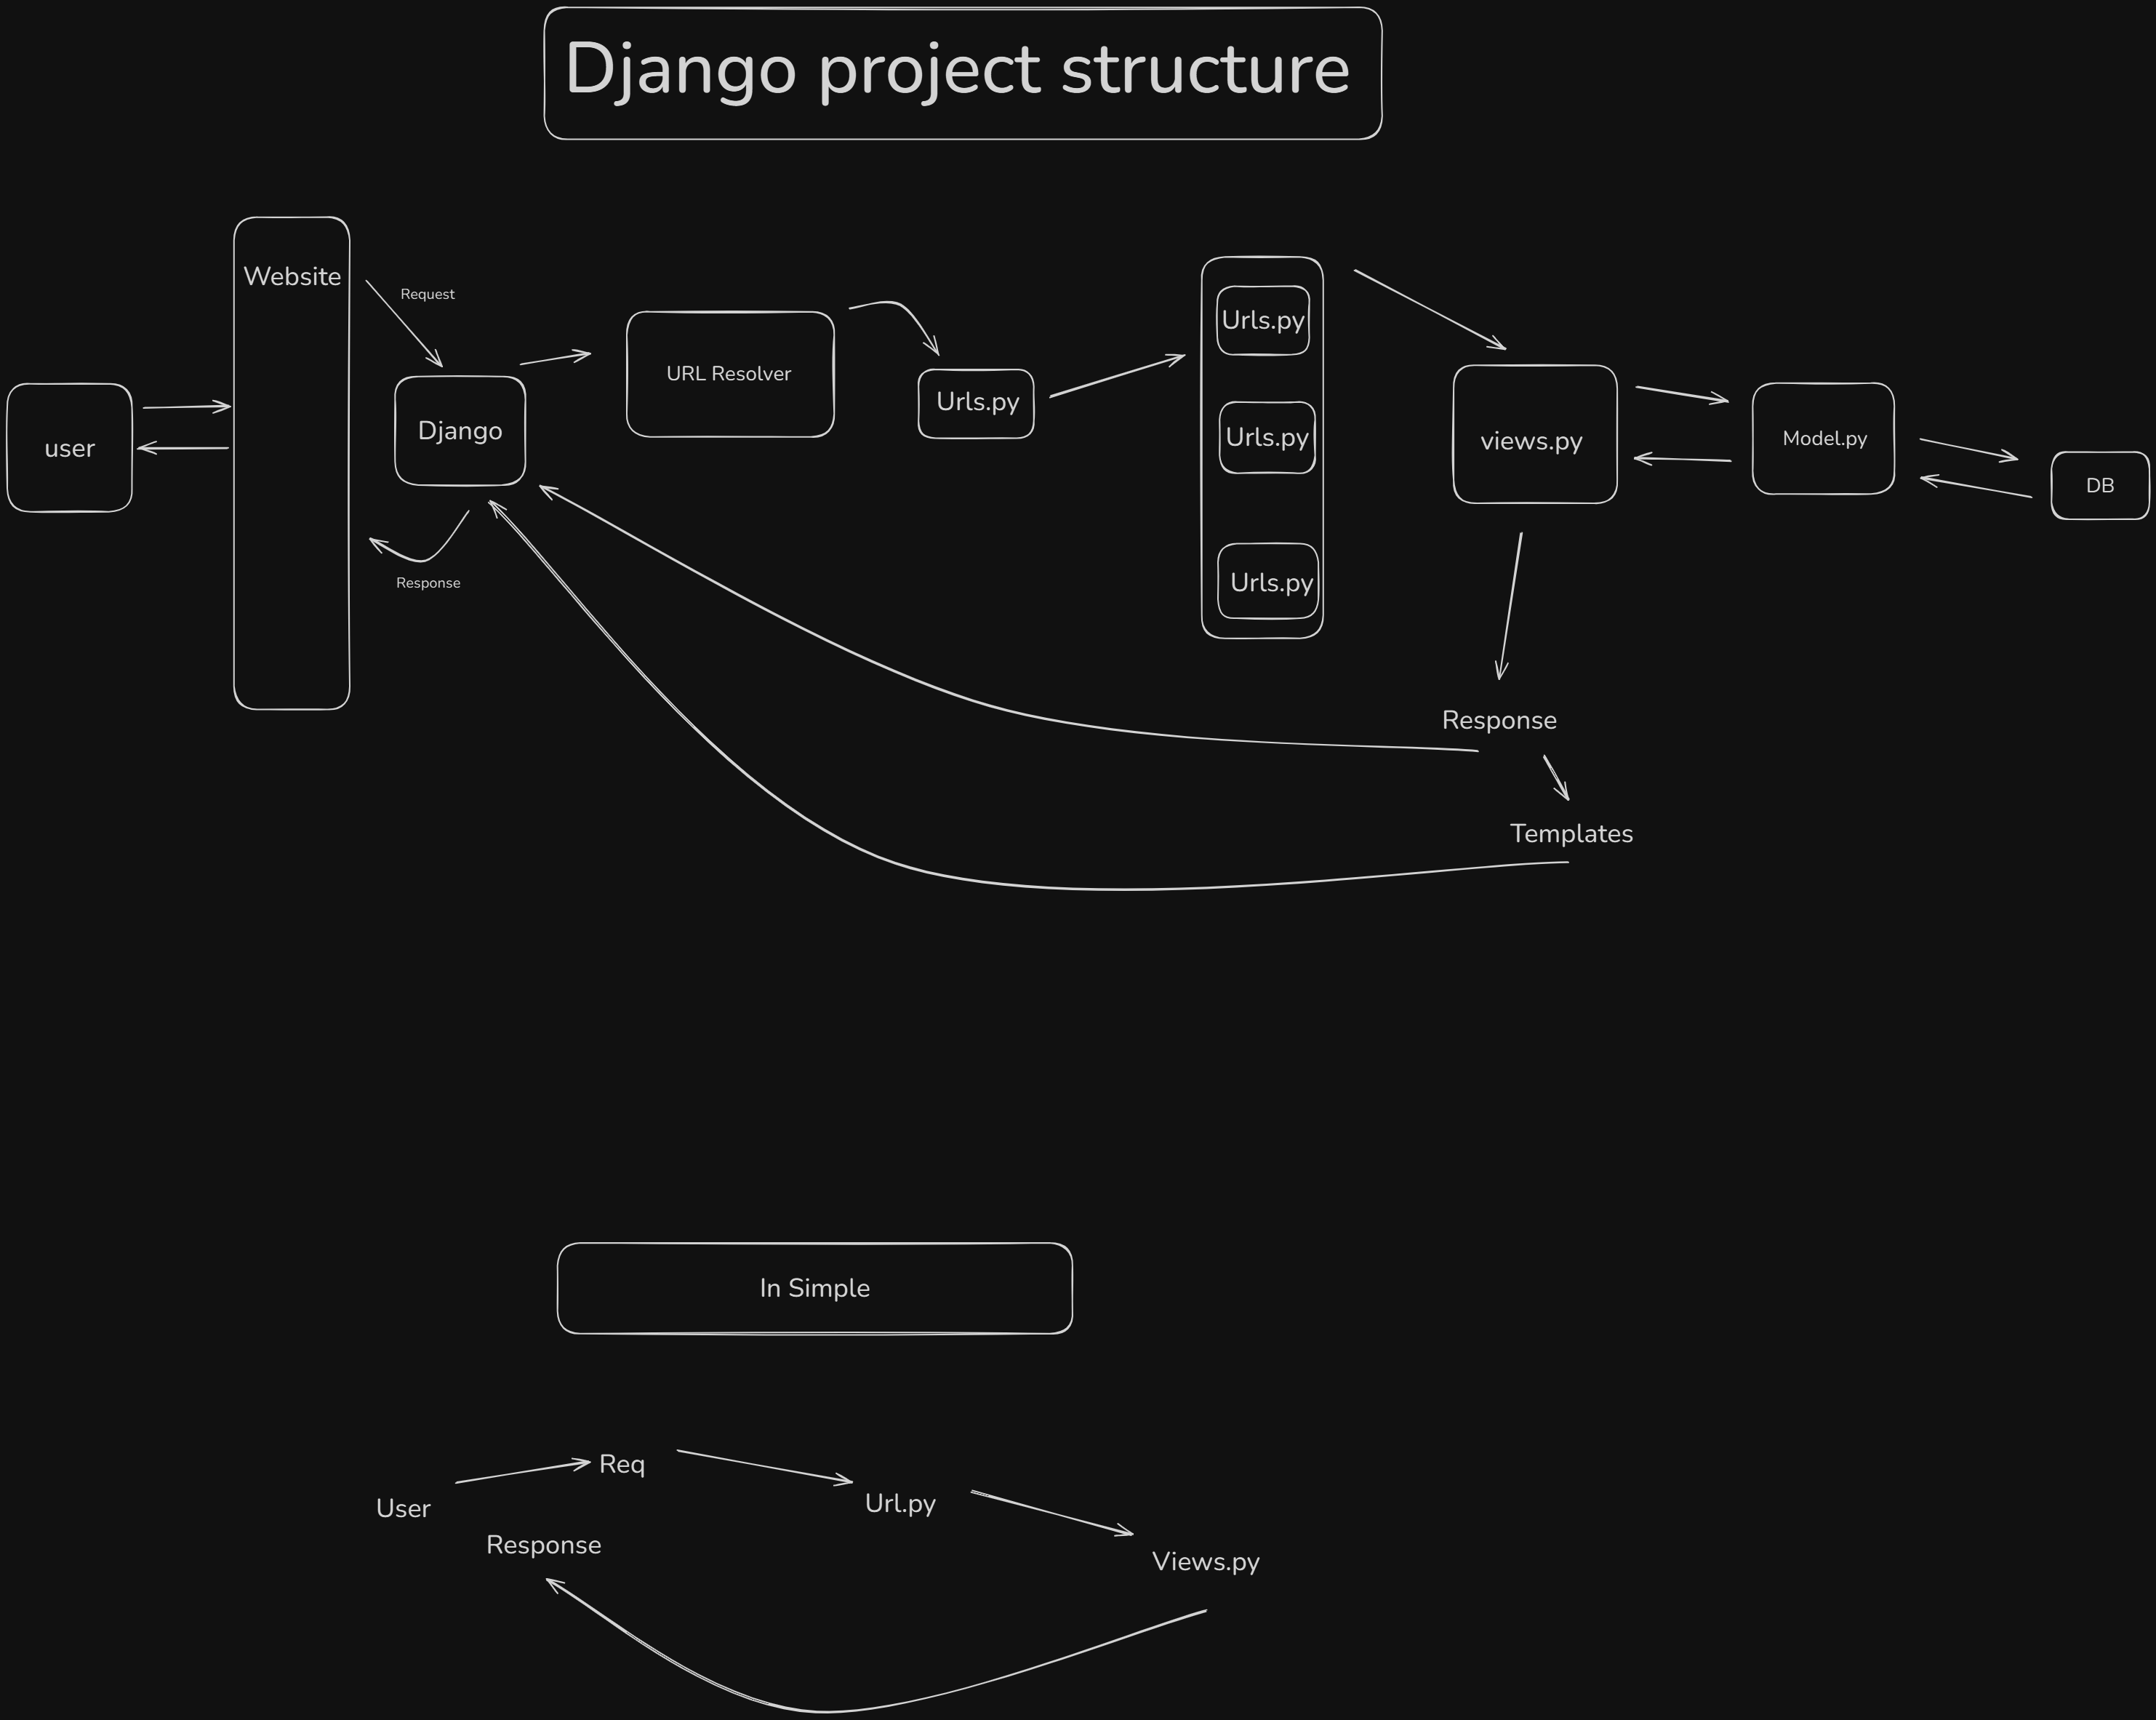 Django project structure
Website
Request
user
Django
Response
URL Resolver
Urls.py
Urls.py
Urls.py
Urls.py
views.py
Model.py
DB
Response
Templates
In Simple
User
Req
Url.py
Views.py
Response